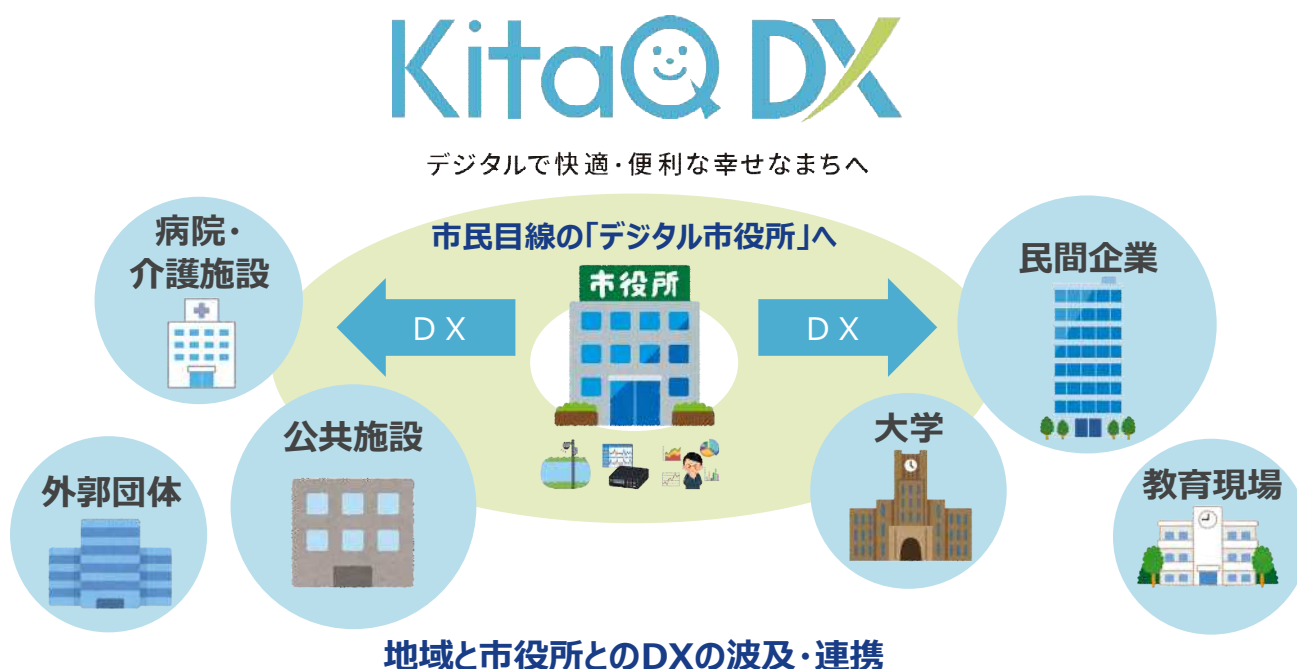 KitaQ DX
デジタルで快適・便利な幸せなまちへ
市民目線の「デジタル市役所」へ
病院・
介護施設
民間企業
市役所
DX
DX
公共施設
大学
外郭団体
教育現場
地域と市役所とのDXの波及・連携